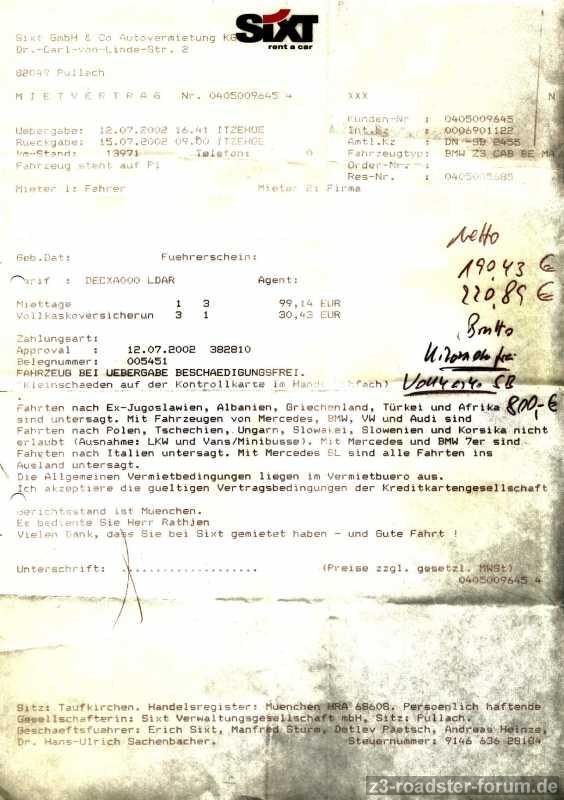 SIXT
rent a car
Sixt GmbH & Co Autovermietung KG
Dr.-Carl-von-Linde-Str. 2
82049 Pullach
MIETVERTRAG Nr. 0405009645 4 XXX N
Kunden-Nr : 0405009645
Uebergabe: 12.07.2002 16.41 ITZEHOE Int.Kz : 0006901122
Rueckgabe: 15.07.2002 09.00 ITZEHOE Amtl.Kz : DN -SB 2455
km-Stand: 13971 Telefon: 0 Fahrzeugtyp: BMW Z3 CAB BE MA
Fahrzeug steht auf P1 Order-Nr. :
Res-Nr. : 0405005685
Mieter 1: Fahrer Mieter 2: Firma
Netto
Geb.Dat: Fuehrerschein:
190,43 €
Tarif : DECXA000 LDAR Agent:
220,89 €
Miettage 1 3 99,14 EUR
Vollkaskoversicherun 3 1 30,43 EUR
Brutto
Zahlungsart:
Approval : 12.07.2002 382810
Belegnummer: 005451
FAHRZEUG BEI UEBERGABE BESCHAEDIGUNGSFREI.
(Kleinschaeden auf der Kontrollkarte im Handschuhfach)
Vollkasko SB
800,- €
Fahrten nach Ex-Jugoslawien, Albanien, Griechenland, Türkei und Afrika
sind untersagt. Mit Fahrzeugen von Mercedes, BMW, VW und Audi sind
Fahrten nach Polen, Tschechien, Ungarn, Slowakei, Slowenien und Korsika nicht
erlaubt (Ausnahme: LKW und Vans/Minibusse). Mit Mercedes und BMW 7er sind
Fahrten nach Italien untersagt. Mit Mercedes SL sind alle Fahrten ins
Ausland untersagt.
Die Allgemeinen Vermietbedingungen liegen im Vermietbuero aus.
Ich akzeptiere die gueltigen Vertragsbedingungen der Kreditkartengesellschaft
Gerichtsstand ist Muenchen.
Es bediente Sie Herr Rathjen
Vielen Dank, dass Sie bei Sixt gemietet haben - und Gute Fahrt !
Unterschrift: .................... (Preise zzgl. gesetzl. MWSt)
0405009645 4
Sitz: Taufkirchen. Handelsregister: Muenchen HRA 68608. Persoenlich haftende
Gesellschafterin: Sixt Verwaltungsgesellschaft mbH, Sitz: Pullach.
Geschaeftsfuehrer: Erich Sixt, Manfred Sturm, Detlev Paetsch, Andreas Heinze,
Dr. Hans-Ulrich Sachenbacher. Steuernummer: 9146 636 28184
z3-roadster-forum.de